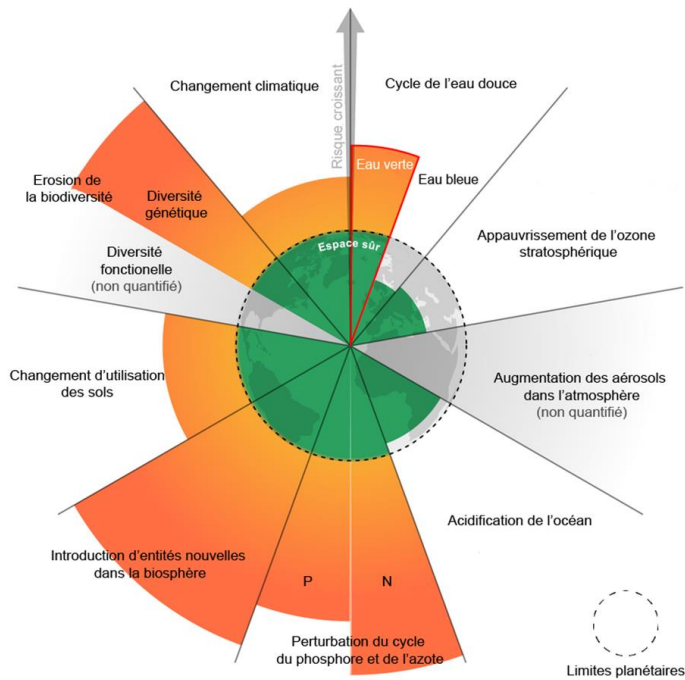 Changement climatique
Risque croissant
Cycle de l'eau douce
Eau verte
Eau bleue
Erosion de
la biodiversité
Diversité
génétique
Espace sûr
Appauvrissement de l'ozone
stratosphérique
Diversité
fonctionelle
(non quantifié)
Changement d'utilisation
des sols
Augmentation des aérosols
dans l'atmosphère
(non quantifié)
Acidification de l'océan
Introduction d'entités nouvelles
dans la biosphère
P
N
Perturbation du cycle
du phosphore et de l'azote
Limites planétaires